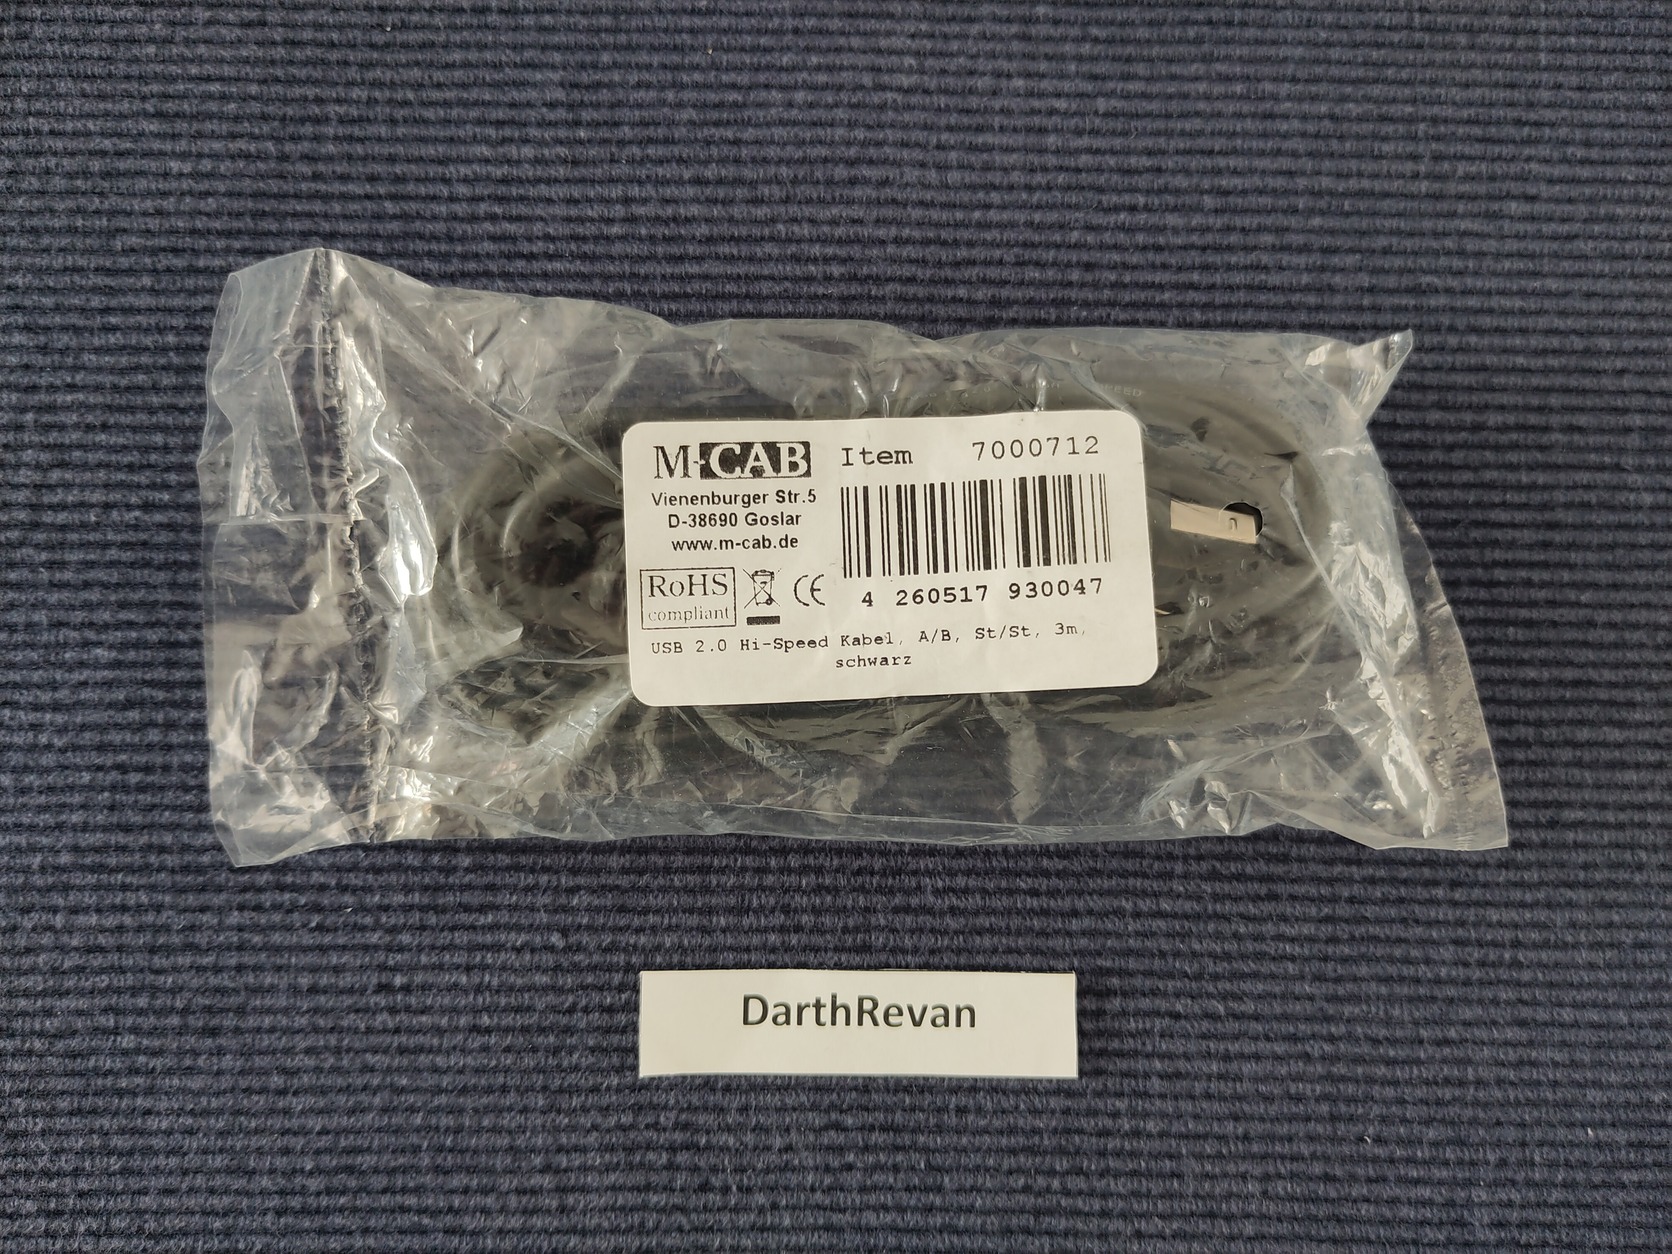 M-CAB
Item 7000712
Vienenburger Str.5
D-38690 Goslar
www.m-cab.de
RoHS
compliant
CE
4 260517 930047
USB 2.0 Hi-Speed Kabel, A/B, St/St, 3m,
schwarz
DarthRevan